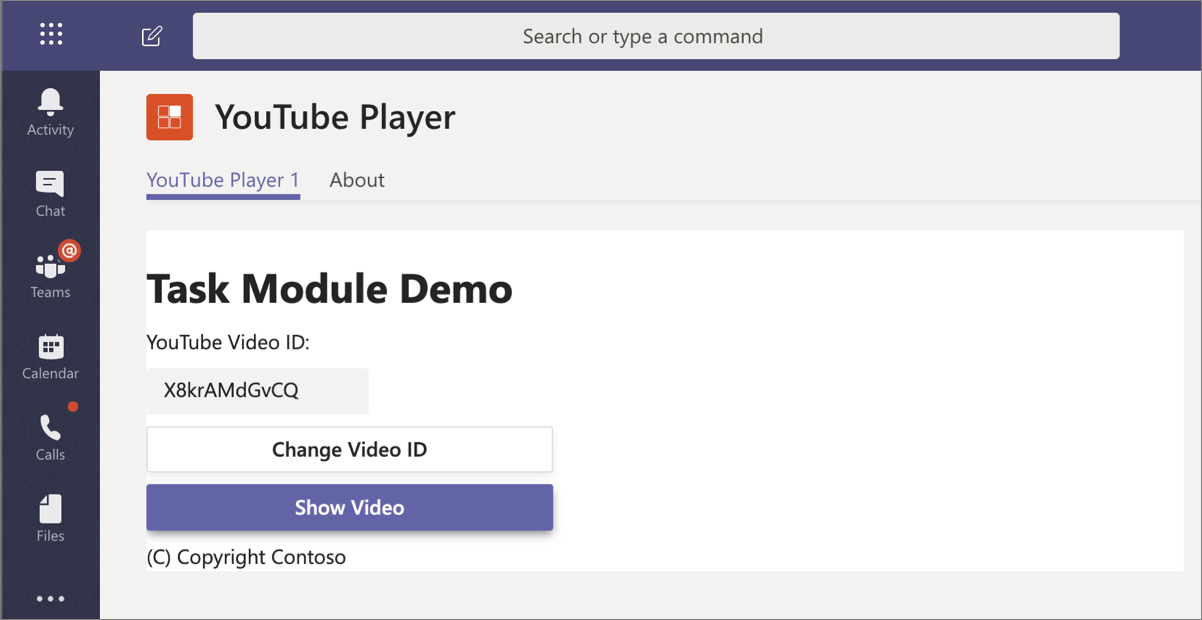 Search or type a command
Activity
Chat
@
Teams
Calendar
Calls
Files
YouTube Player
YouTube Player 1 About
Task Module Demo
YouTube Video ID:
X8krAMdGvCQ
Change Video ID
Show Video
(C) Copyright Contoso